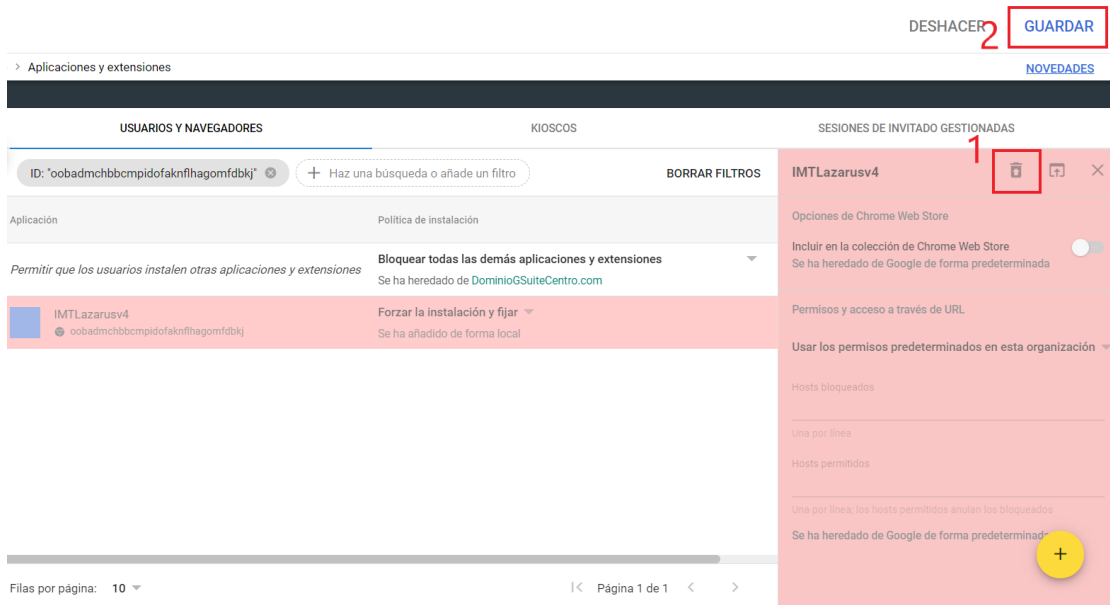 DESHACER
2
GUARDAR
> Aplicaciones y extensiones
NOVEDADES
USUARIOS Y NAVEGADORES
KIOSCOS
SESIONES DE INVITADO GESTIONADAS
1
ID: "oobadmchbbcmpidofaknflhagomfdbkj"
+ Haz una búsqueda o añade un filtro
BORRAR FILTROS
IMTLazarusv4
Aplicación
Política de instalación
Permitir que los usuarios instalen otras aplicaciones y extensiones
Bloquear todas las demás aplicaciones y extensiones
Se ha heredado de DominioGSuiteCentro.com
IMTLazarusv4
oobadmchbbcmpidofaknflhagomfdbkj
Forzar la instalación y fijar
Se ha añadido de forma local
Opciones de Chrome Web Store
Incluir en la colección de Chrome Web Store
Se ha heredado de Google de forma predeterminada
Permisos y acceso a través de URL
Usar los permisos predeterminados en esta organización
Hosts bloqueados
Una por línea
Hosts permitidos
Una por línea; los hosts permitidos anulan los bloqueados
Se ha heredado de Google de forma predeterminada
+
Filas por página: 10
Página 1 de 1